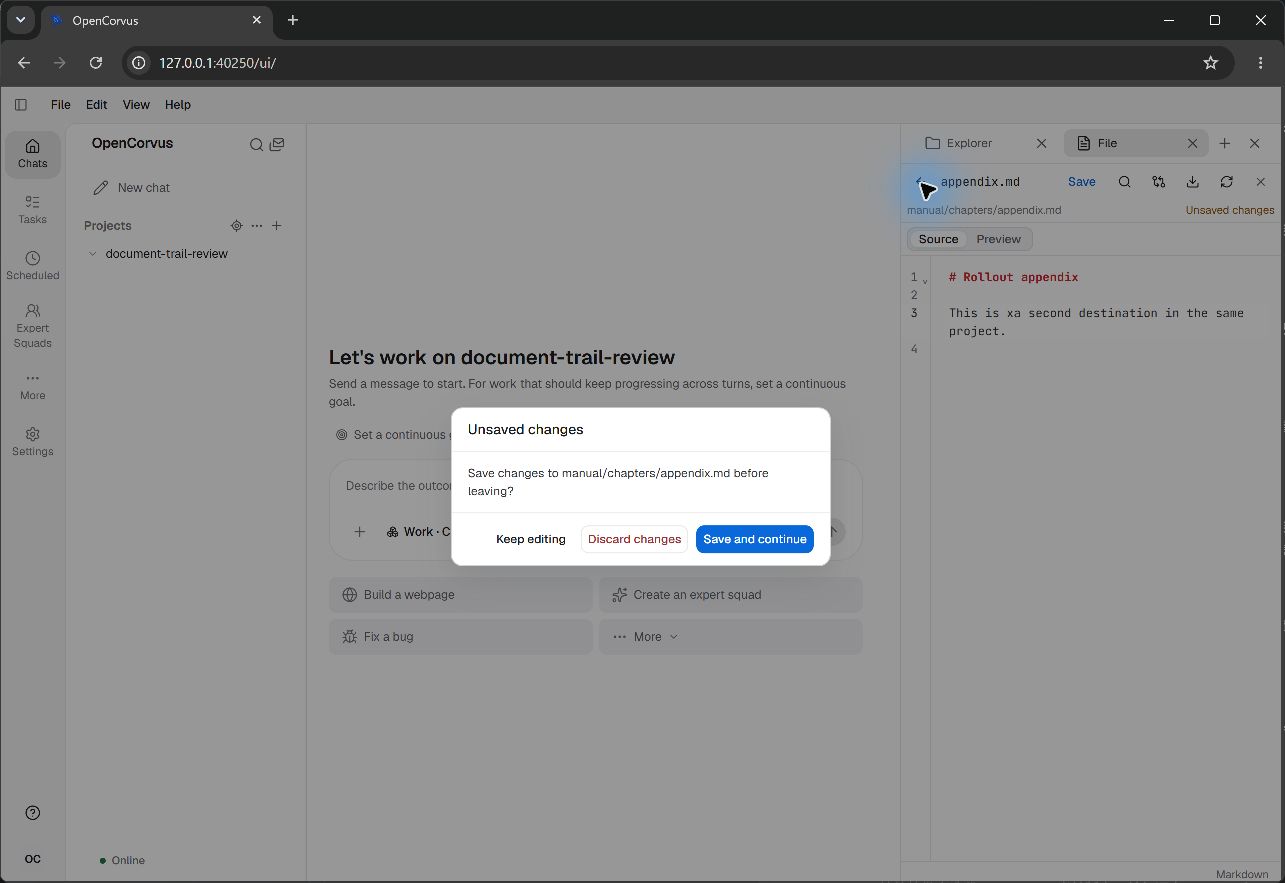 OpenCorvus
127.0.0.1:40250/ui/
File Edit View Help
Chats
Tasks
Scheduled
Expert
Squads
More
Settings
OC
OpenCorvus
New chat
Projects
document-trail-review
Online
Let's work on document-trail-review
Send a message to start. For work that should keep progressing across turns, set a continuous
goal.
Set a continuous
Describe the outco
Work · C
Build a webpage
Create an expert squad
Fix a bug
More
Unsaved changes
Save changes to manual/chapters/appendix.md before
leaving?
Keep editing
Discard changes
Save and continue
Explorer
File
appendix.md
Save
manual/chapters/appendix.md
Unsaved changes
Source
Preview
1 # Rollout appendix
2
3 This is xa second destination in the same
project.
4
Markdown